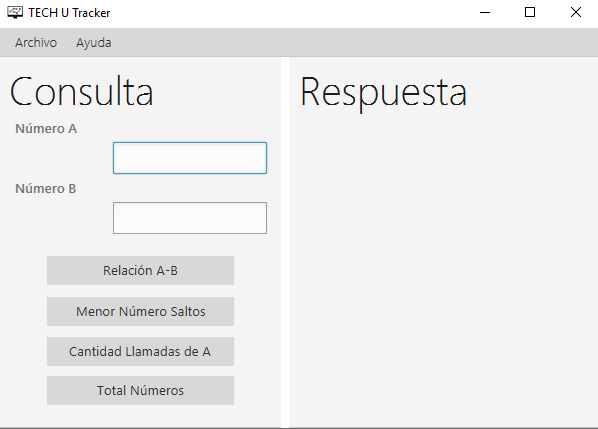 TECH U Tracker
Archivo Ayuda
Consulta
Número A
Número B
Relación A-B
Menor Número Saltos
Cantidad Llamadas de A
Total Números
Respuesta